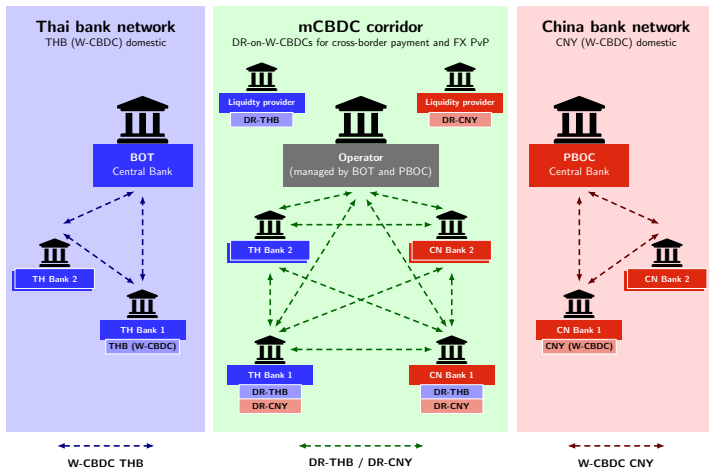 Thai bank network
THB (W-CBDC) domestic
BOT
Central Bank
TH Bank 2
TH Bank 1
THB (W-CBDC)
mCBDC corridor
DR-on-W-CBDCs for cross-border payment and FX PvP
Liquidty provider
DR-THB
Liquidity provider
DR-CNY
Operator
(managed by BOT and PBOC)
TH Bank 2
CN Bank 2
TH Bank 1
DR-THB
DR-CNY
CN Bank 1
DR-THB
DR-CNY
China bank network
CNY (W-CBDC) domestic
PBOC
Central Bank
CN Bank 2
CN Bank 1
CNY (W-CBDC)
W-CBDC THB
DR-THB / DR-CNY
W-CBDC CNY